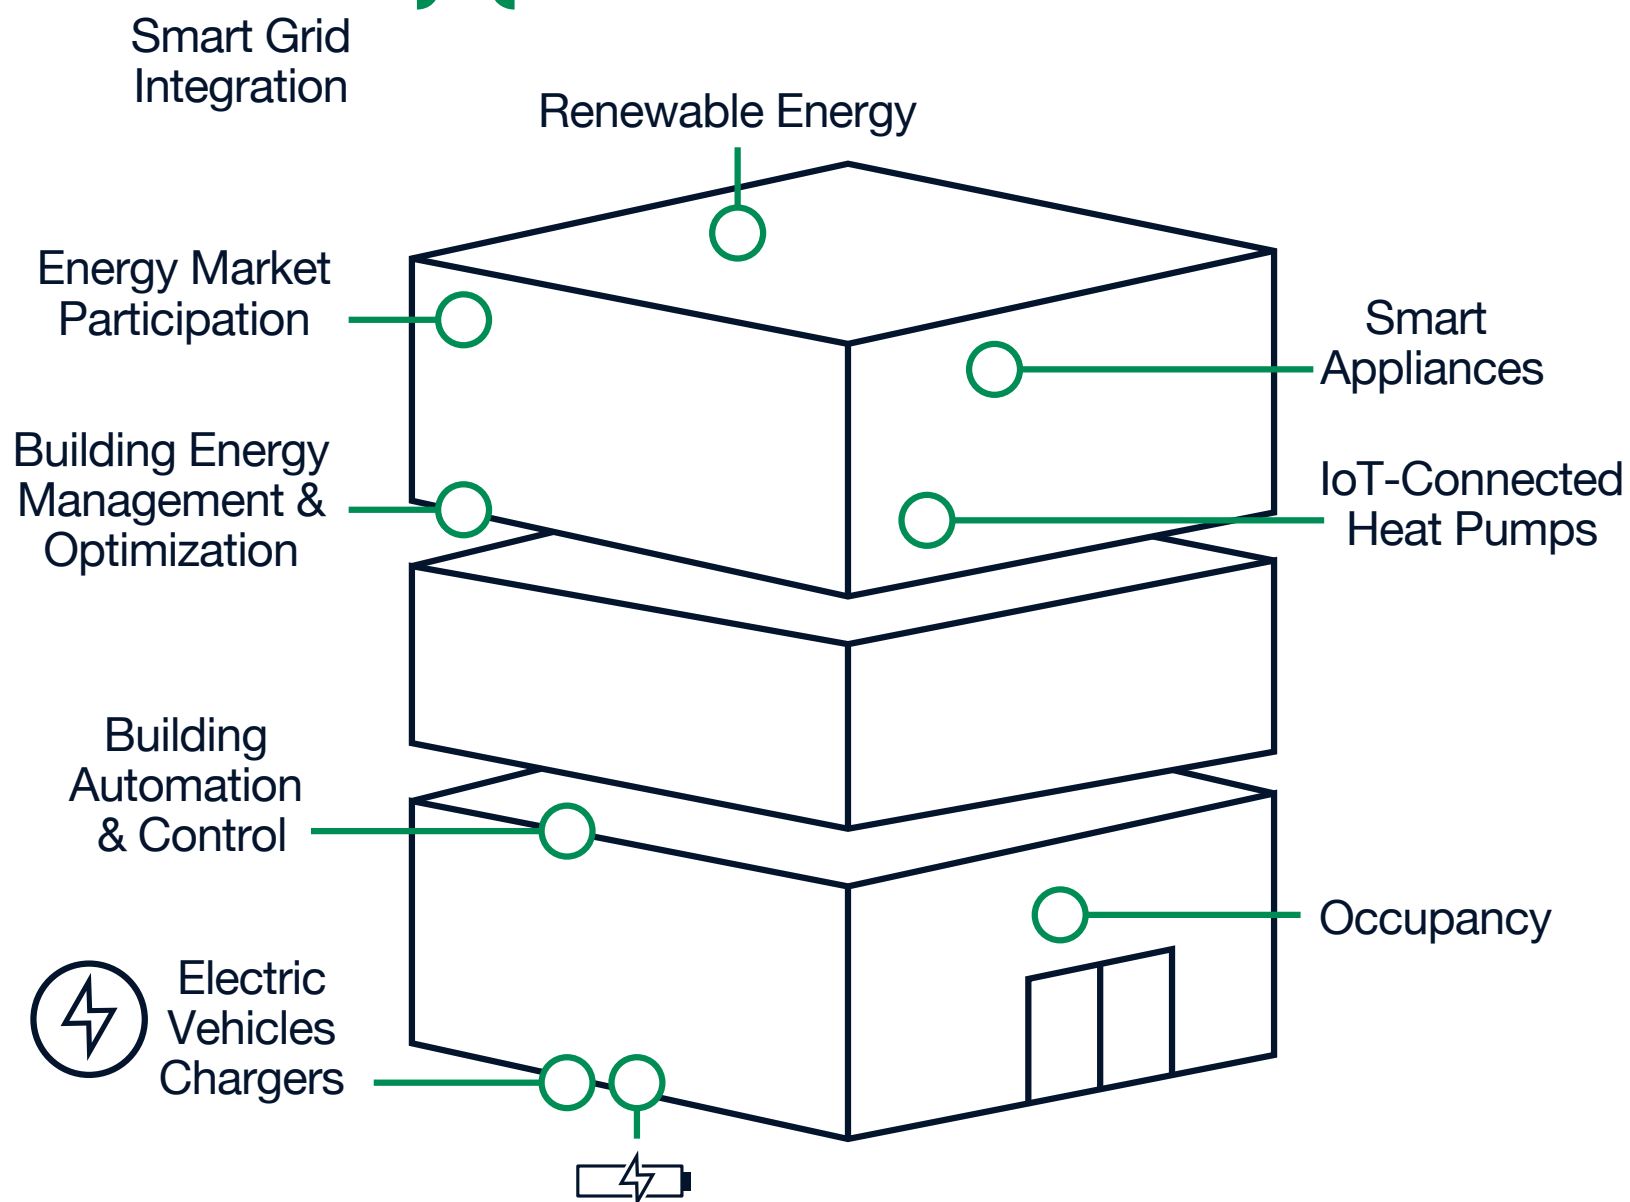 Smart Grid
Integration
Renewable Energy
Energy Market
Participation
Smart
Appliances
Building Energy
Management &
Optimization
IoT-Connected
Heat Pumps
Building
Automation
& Control
Occupancy
Electric
Vehicles
Chargers